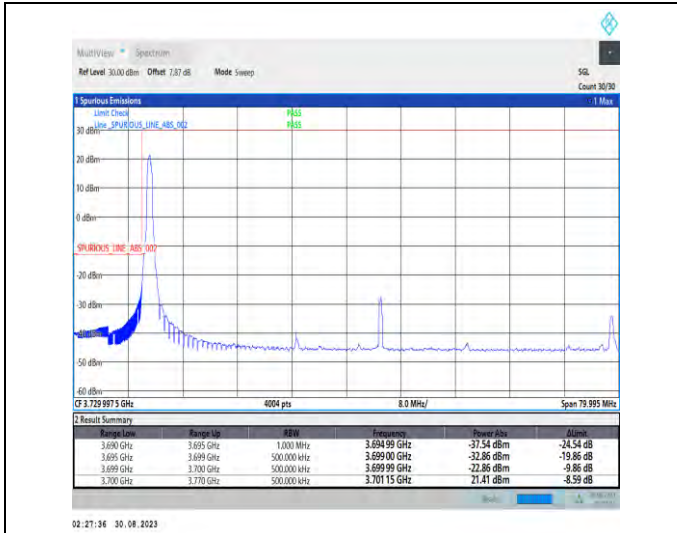 MultiView Spectrum
Ref Level 30.00 dBm Offset 7.87 dB Mode Sweep SGL
Count 30/30
1 Spurious Emissions 1 Max
Limit Check PASS
Line _SPURIOUS_LINE_ABS_002 PASS
30 dBm
20 dBm
10 dBm
0 dBm
_SPURIOUS_LINE_ABS_002
-20 dBm
-30 dBm
-40 dBm
-50 dBm
-60 dBm
CF 3.729 997 5 GHz 4004 pts 8.0 MHz/ Span 79.995 MHz
2 Result Summary
Range Low Range Up RBW Frequency Power Abs ΔLimit
3.690 GHz 3.695 GHz 1.000 MHz 3.694 99 GHz -37.54 dBm -24.54 dB
3.695 GHz 3.699 GHz 500.000 kHz 3.699 00 GHz -32.86 dBm -19.86 dB
3.699 GHz 3.700 GHz 500.000 kHz 3.699 99 GHz -22.86 dBm -9.86 dB
3.700 GHz 3.770 GHz 500.000 kHz 3.701 15 GHz 21.41 dBm -8.59 dB
02:27:36 30.08.2023